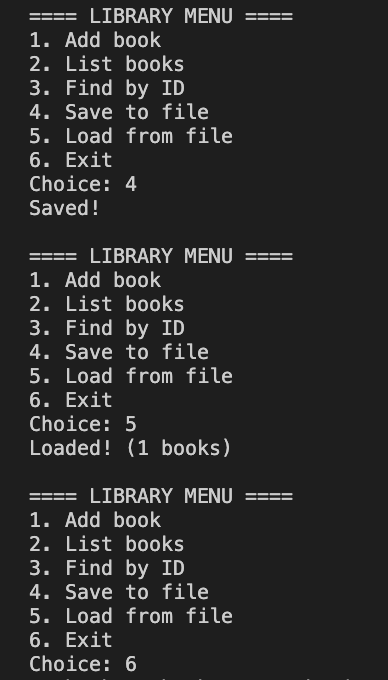 ==== LIBRARY MENU ====
1. Add book
2. List books
3. Find by ID
4. Save to file
5. Load from file
6. Exit
Choice: 4
Saved!
==== LIBRARY MENU ====
1. Add book
2. List books
3. Find by ID
4. Save to file
5. Load from file
6. Exit
Choice: 5
Loaded! (1 books)
==== LIBRARY MENU ====
1. Add book
2. List books
3. Find by ID
4. Save to file
5. Load from file
6. Exit
Choice: 6